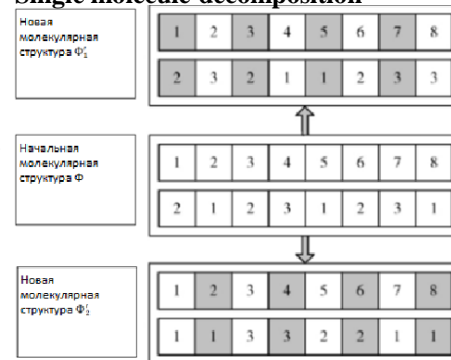 Single molecule decomposition
Новая
молекулярная
структура Φ′₁
1 2 3 4 5 6 7 8
2 3 2 1 1 2 3 3
Начальная
молекулярная
структура Φ
1 2 3 4 5 6 7 8
2 1 2 3 1 2 3 1
Новая
молекулярная
структура Φ′₂
1 2 3 4 5 6 7 8
1 1 3 3 2 2 1 1